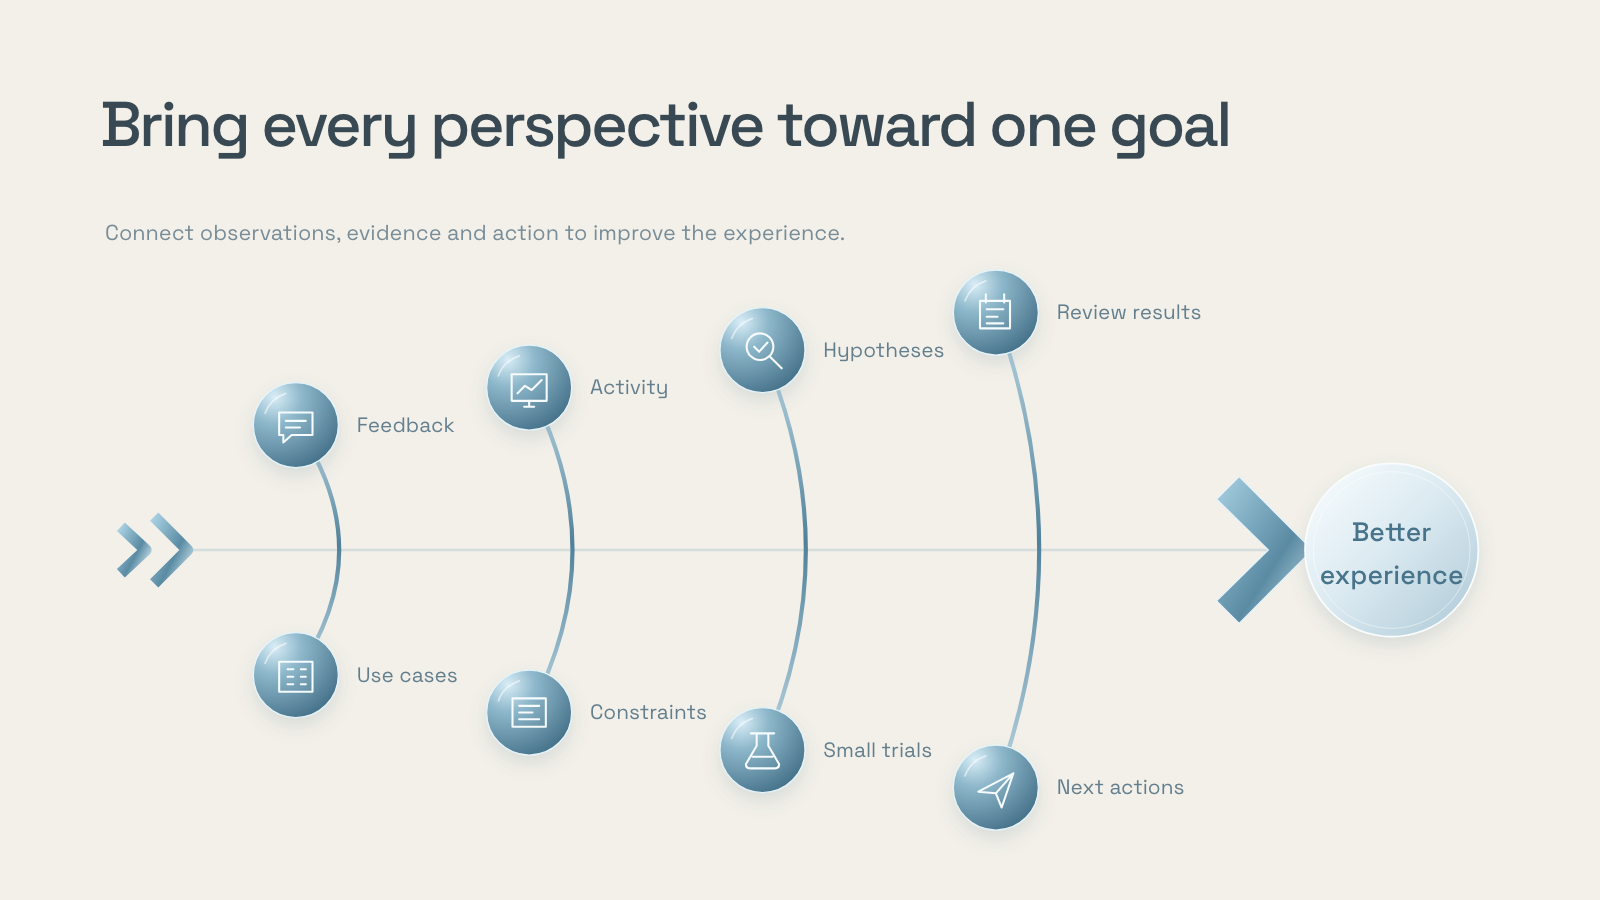 Bring every perspective toward one goal
Connect observations, evidence and action to improve the experience.
Review results
Hypotheses
Activity
Feedback
Better
experience
Use cases
Constraints
Small trials
Next actions